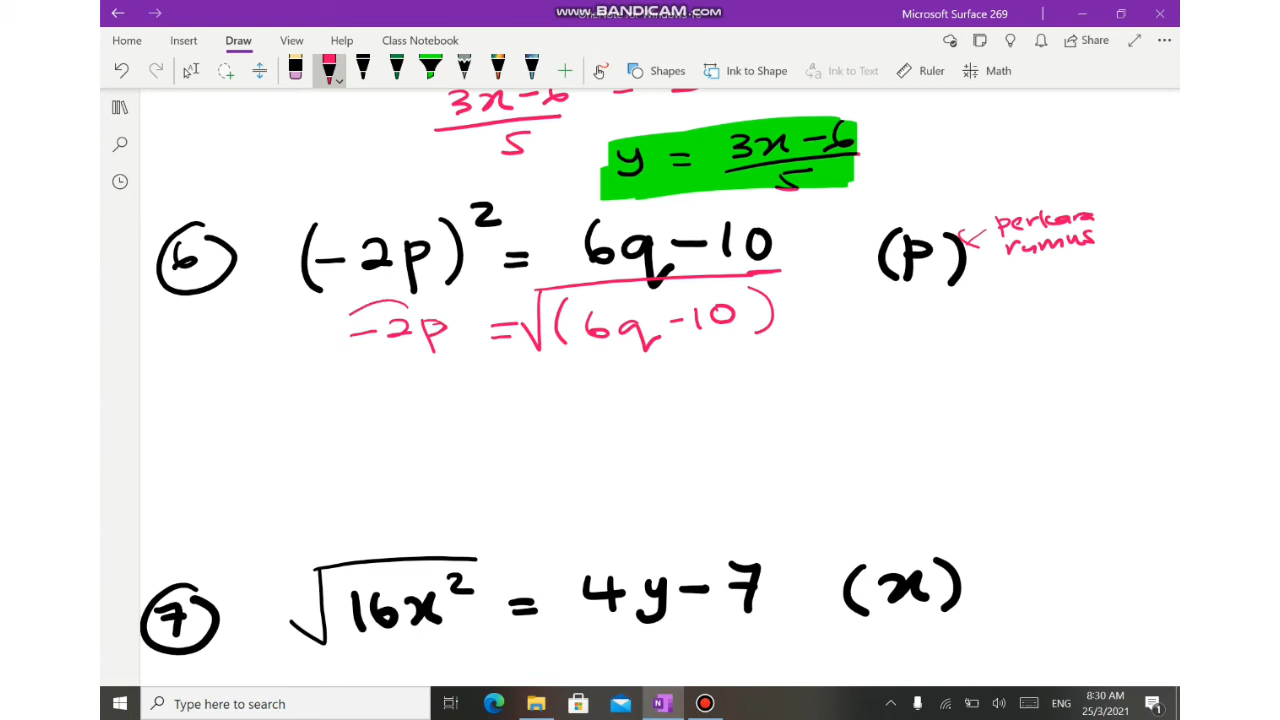 www.BANDICAM.com
Microsoft Surface 269
Home Insert Draw View Help Class Notebook
Share
Shapes Ink to Shape Ink to Text Ruler Math
3x-6
5
y = 3x-6
5
6 (-2p)² = 6q-10 (p) perkara
rumus
-2p = √(6q-10)
7 √16x² = 4y-7 (x)
Type here to search
ENG
8:30 AM
25/3/2021
1